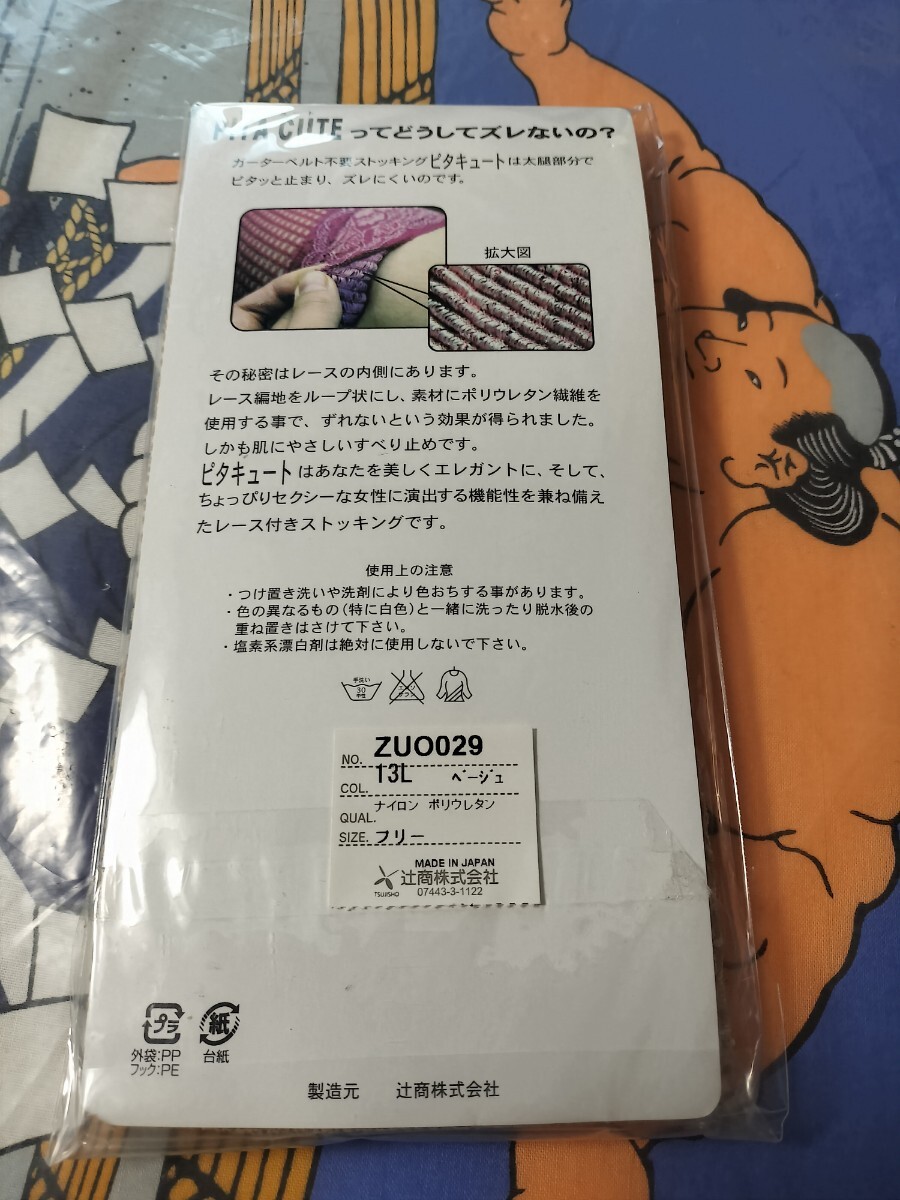 PITA CUTE ってどうしてズレないの?
カーターベルト不要ストッキングピタキュートは太腿部分で
ピタッと止まり、ズレにくいのです。
拡大図
その秘密はレースの内側にあります。
レース編地をループ状にし、素材にポリウレタン繊維を
使用する事で、ずれないという効果が得られました。
しかも肌にやさしいすべり止めです。
ピタキュートはあなたを美しくエレガントに、そして、
ちょっぴりセクシーな女性に演出する機能性を兼ね備え
たレース付きストッキングです。
使用上の注意
・つけ置き洗いや洗剤により色おちする事があります。
・色の異なるもの(特に白色)と一緒に洗ったり脱水後の
重ね置きはさけて下さい。
・塩素系漂白剤は絶対に使用しないで下さい。
手洗い
30
中性
エンソ
サラシ
NO. ZUO029
COL. 13L ベージュ
QUAL. ナイロン ポリウレタン
SIZE. フリー
MADE IN JAPAN
TSUJISHO 辻商株式会社
07443-3-1122
プラ
紙
外袋:PP
フック:PE
台紙
製造元 辻商株式会社